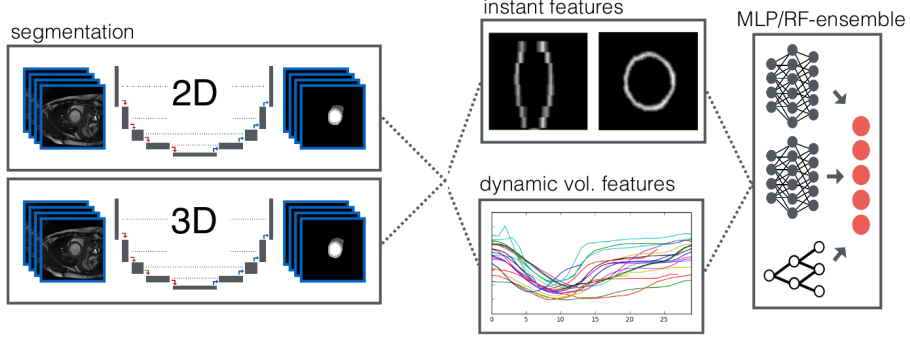 segmentation
2D
3D
instant features
dynamic vol. features
0 5 10 15 20 25
MLP/RF-ensemble